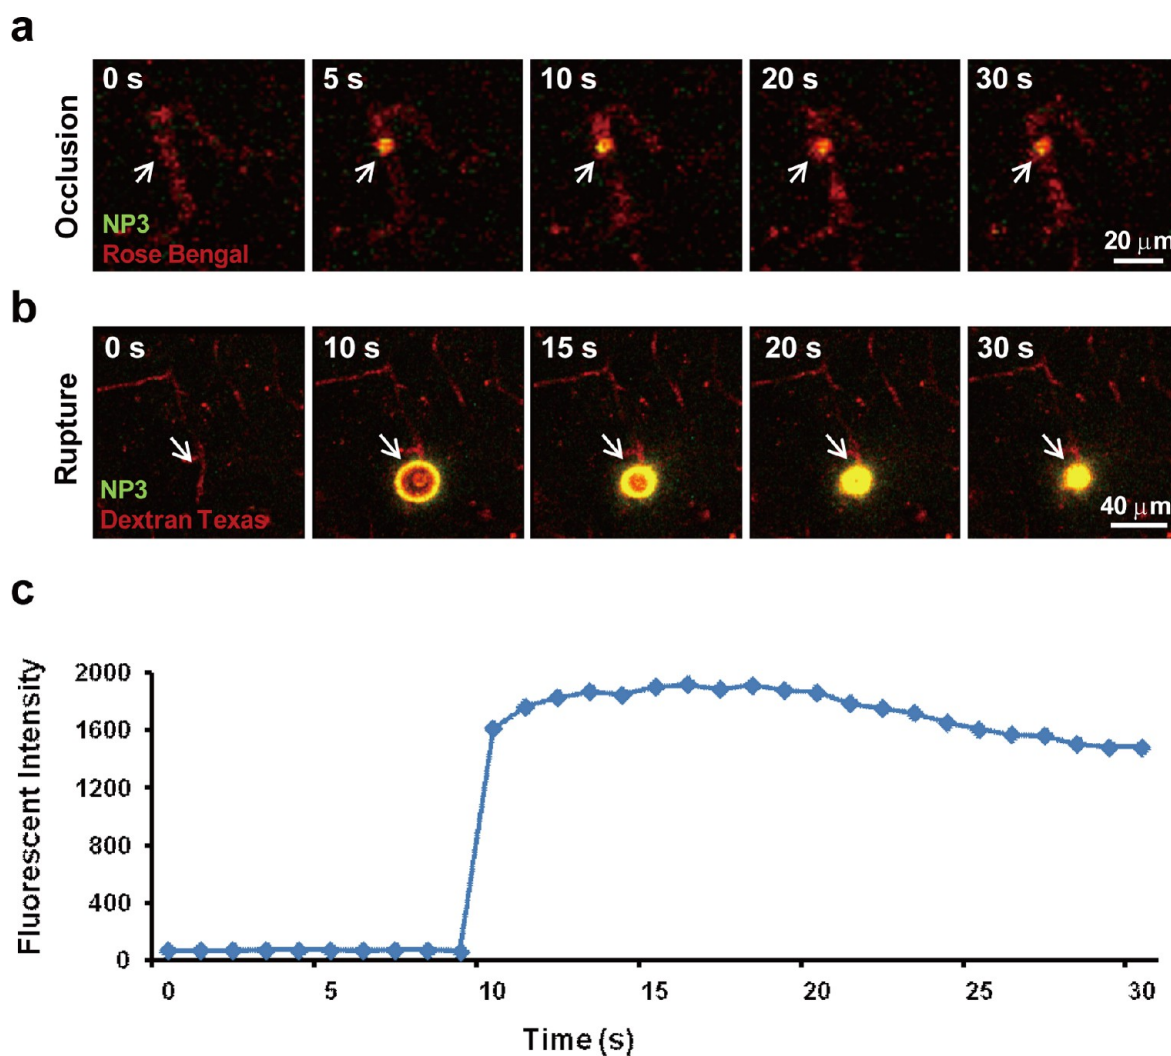 a
Occlusion
0 s 5 s 10 s 20 s 30 s
NP3
Rose Bengal
20 μm
b
Rupture
0 s 10 s 15 s 20 s 30 s
NP3
Dextran Texas
40 μm
c
Fluorescent Intensity
2000
1600
1200
800
400
0
0 5 10 15 20 25 30
Time (s)